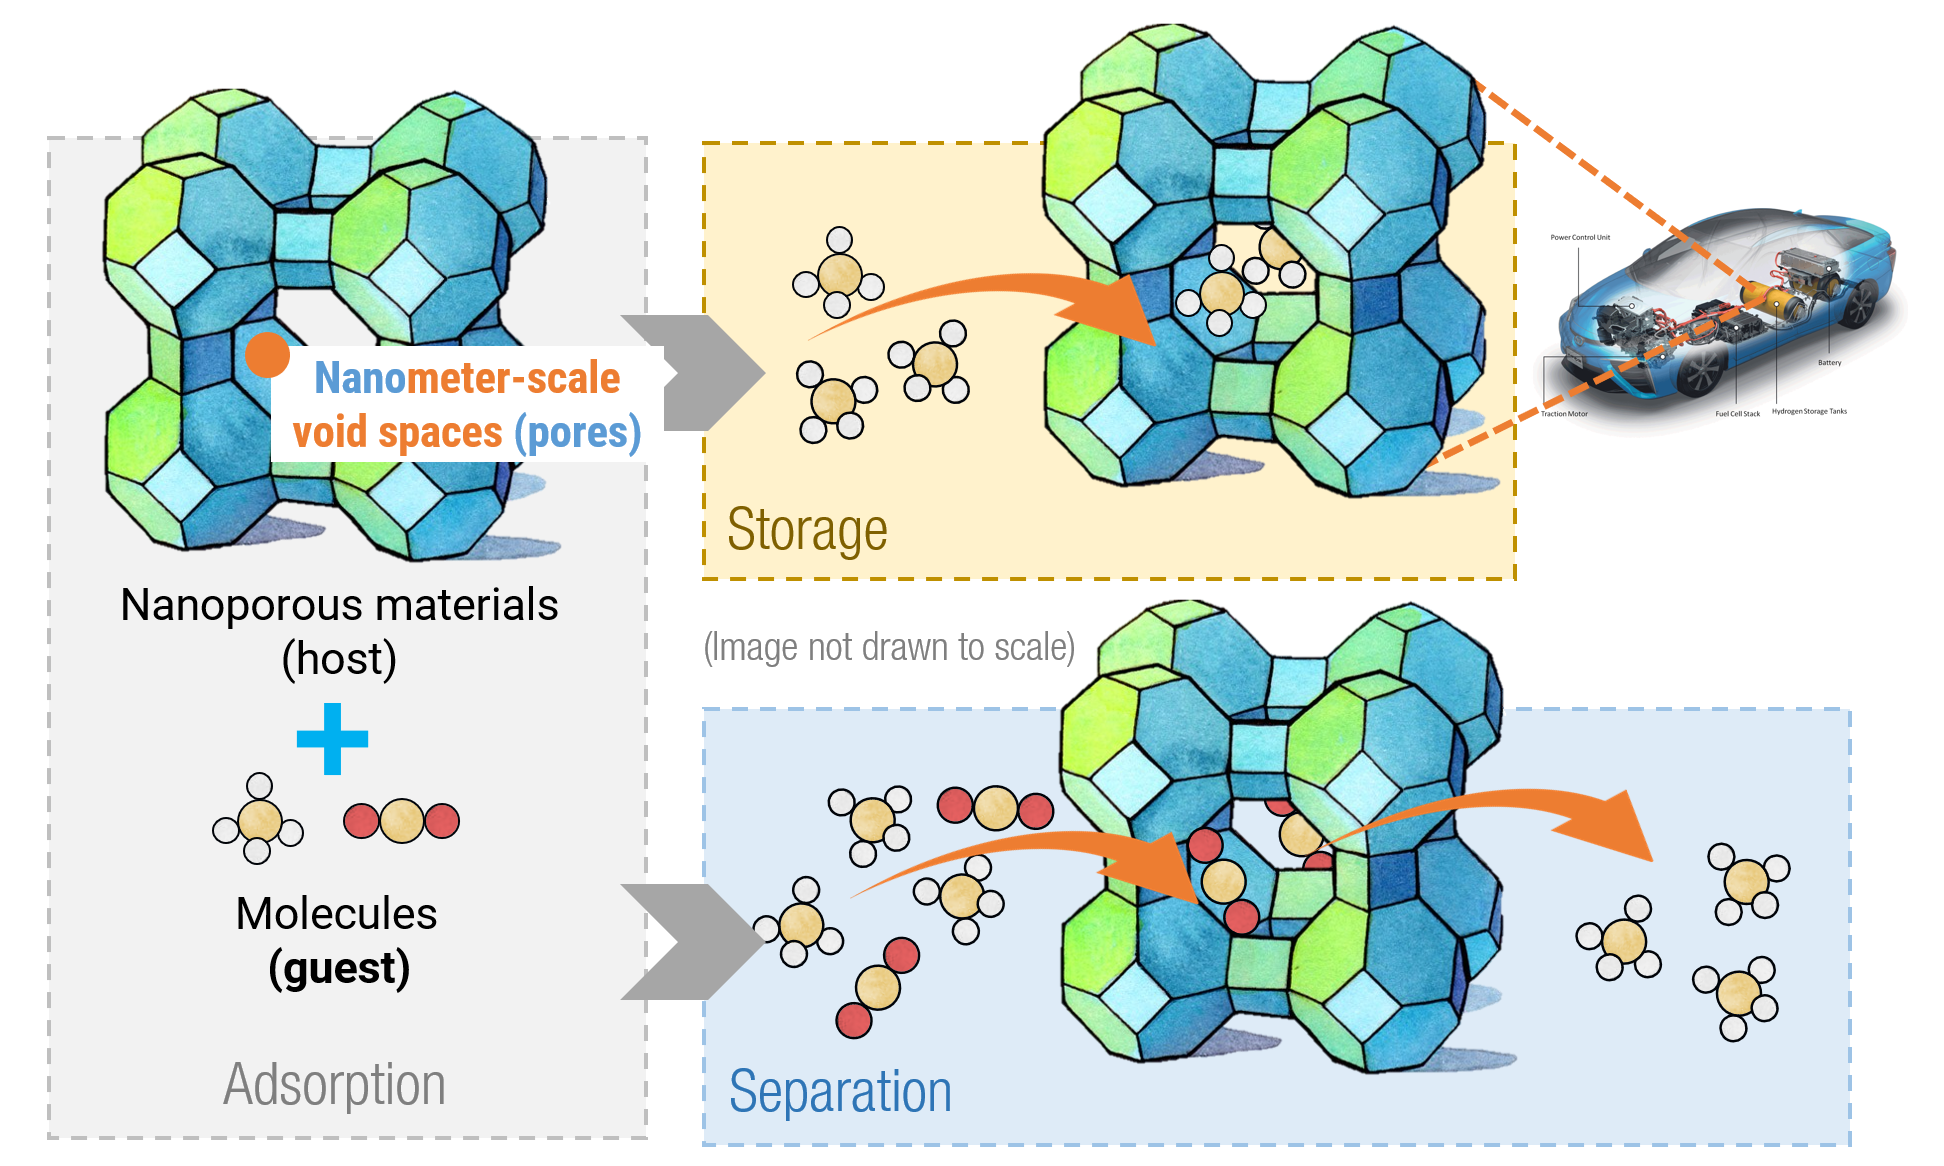 Nanometer-scale
void spaces (pores)
Nanoporous materials
(host)
Molecules
(guest)
Adsorption
Storage
Power Control Unit
Traction Motor
Fuel Cell Stack
Hydrogen Storage Tanks
Battery
(Image not drawn to scale)
Separation